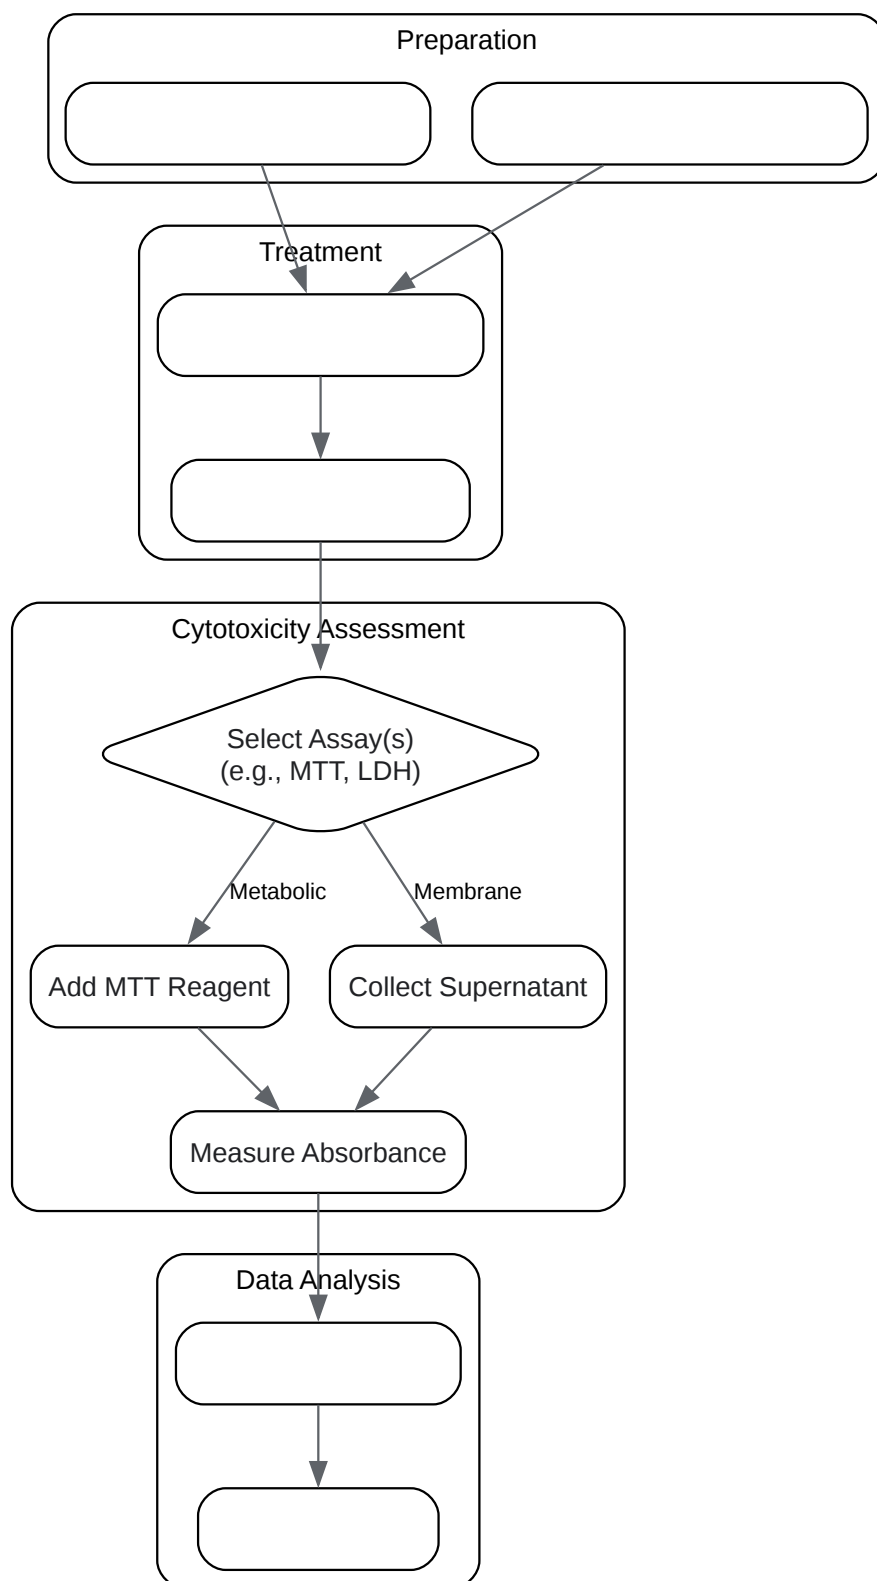 Preparation
Treatment
Cytotoxicity Assessment
Select Assay(s)
(e.g., MTT, LDH)
Metabolic
Membrane
Add MTT Reagent
Collect Supernatant
Measure Absorbance
Data Analysis